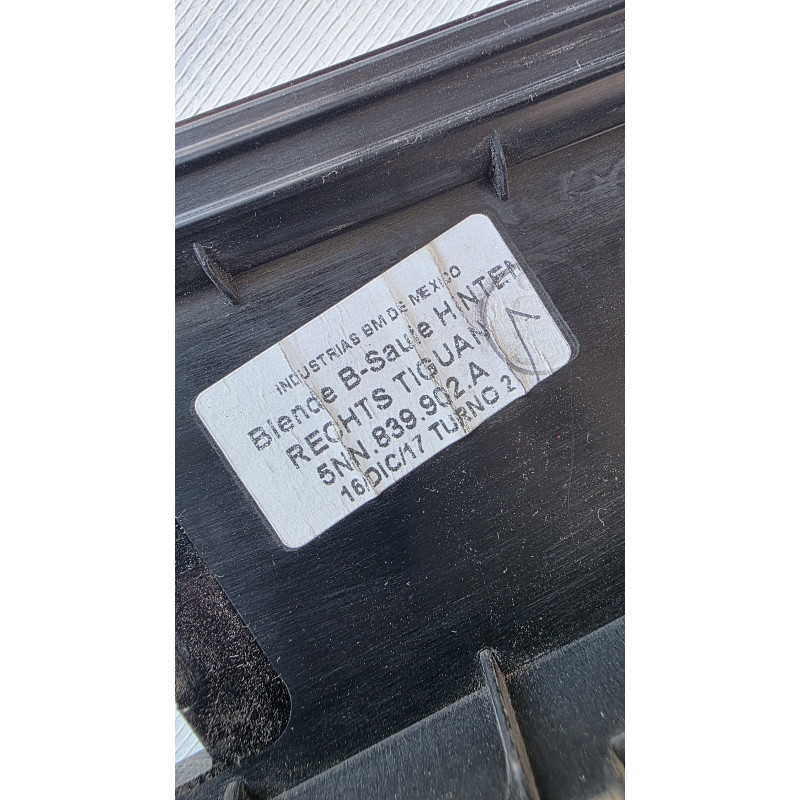 INDUSTRIAS BM DE MEXICO
Blende B-Saule HINTEN
RECHTS TIGUAN
5NN.839.902.A
16/DIC/17 TURNO 2